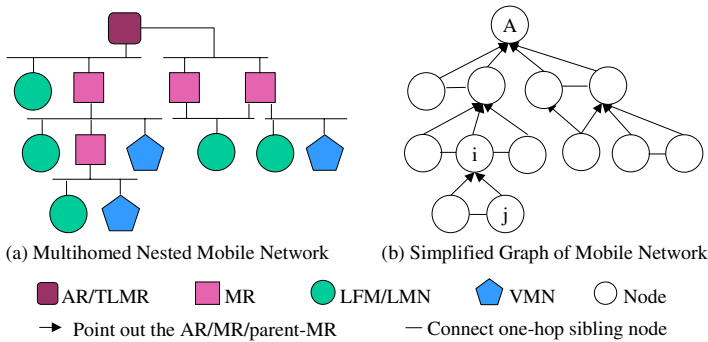 A
i
j
(a) Multihomed Nested Mobile Network
(b) Simplified Graph of Mobile Network
AR/TLMR MR LFM/LMN VMN Node
Point out the AR/MR/parent-MR Connect one-hop sibling node